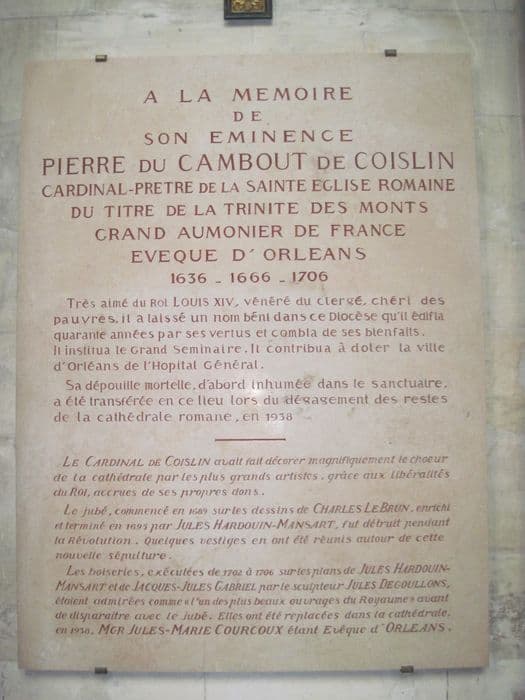 A LA MEMOIRE
DE
SON EMINENCE
PIERRE DU CAMBOUT DE COISLIN
CARDINAL-PRETRE DE LA SAINTE EGLISE ROMAINE
DU TITRE DE LA TRINITE DES MONTS
GRAND AUMONIER DE FRANCE
EVEQUE D'ORLEANS
1636 - 1666 - 1706
Très aimé du ROI LOUIS XIV, vénéré du clergé, chéri des
pauvres, il a laissé un nom béni dans ce Diocèse qu'il édifia
quarante années par ses vertus et combla de ses bienfaits.
Il institua le Grand Seminaire. Il contribua à doter la ville
d'Orléans de l'Hopital Général.
Sa dépouille mortelle, d'abord inhumée dans le sanctuaire,
a été transférée en ce lieu lors du dégagement des restes
de la cathédrale romane, en 1938
LE CARDINAL DE COISLIN avait fait décorer magnifiquement le choeur
de la cathédrale par les plus grands artistes, grâce aux libéralités
du ROI, accrues de ses propres dons.
Le jubé, commencé en 1689 sur les dessins de CHARLES LEBRUN, enrichi
et terminé en 1691 par JULES HARDOUIN-MANSART, fut détruit pendant
la Révolution. Quelques vestiges en ont été réunis autour de cette
nouvelle sépulture.
Les boiseries, exécutées de 1702 à 1706 sur les plans de JULES HARDOUIN-
MANSART et de JACQUES-JULES GABRIEL par le sculpteur JULES DEGOULLONS,
étaient admirées comme «l'un des plus beaux ouvrages du Royaume» avant
de disparaître avec le jubé. Elles ont été replacées dans la cathédrale,
en 1938, MGR JULES-MARIE COURCOUX étant Evêque d'ORLEANS.